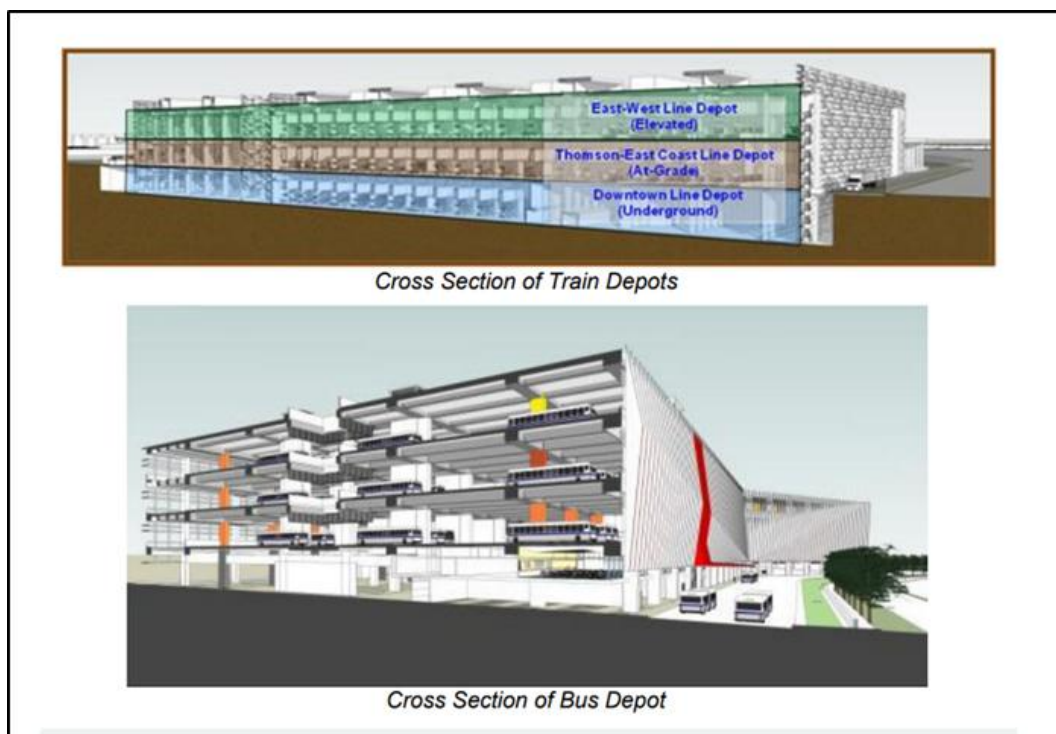 East-West Line Depot
(Elevated)
Thomson-East Coast Line Depot
(At-Grade)
Downtown Line Depot
(Underground)
Cross Section of Train Depots
Cross Section of Bus Depot